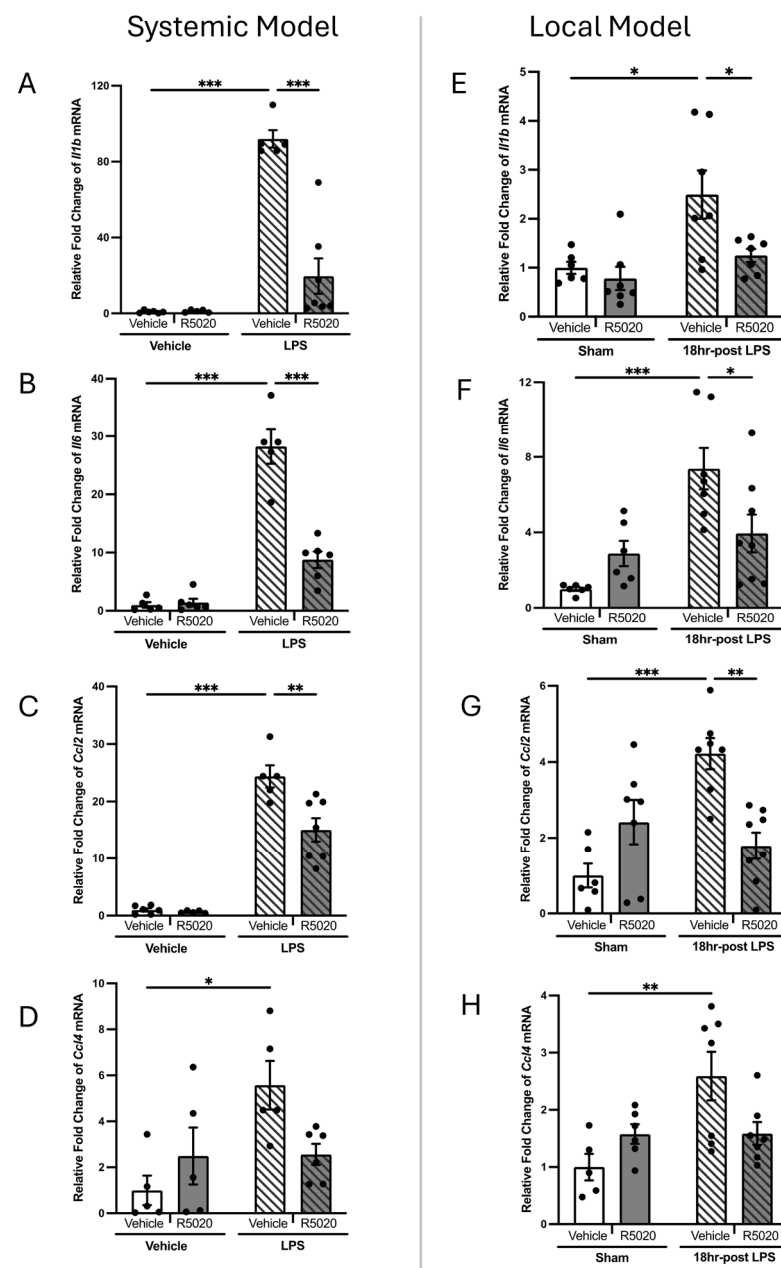 Systemic Model
Local Model
A
Relative Fold Change of Il1b mRNA
120
80
40
0
***
***
Vehicle R5020 Vehicle R5020
Vehicle LPS
B
Relative Fold Change of Il6 mRNA
40
30
20
10
0
***
***
Vehicle R5020 Vehicle R5020
Vehicle LPS
C
Relative Fold Change of Ccl2 mRNA
40
30
20
10
0
***
**
Vehicle R5020 Vehicle R5020
Vehicle LPS
D
Relative Fold Change of Ccl4 mRNA
10
8
6
4
2
0
*
Vehicle R5020 Vehicle R5020
Vehicle LPS
E
Relative Fold Change of Il1b mRNA
5
4
3
2
1
0
*
*
Vehicle R5020 Vehicle R5020
Sham 18hr-post LPS
F
Relative Fold Change of Il6 mRNA
12
8
4
0
***
*
Vehicle R5020 Vehicle R5020
Sham 18hr-post LPS
G
Relative Fold Change of Ccl2 mRNA
6
4
2
0
***
**
Vehicle R5020 Vehicle R5020
Sham 18hr-post LPS
H
Relative Fold Change of Ccl4 mRNA
4
3
2
1
0
**
Vehicle R5020 Vehicle R5020
Sham 18hr-post LPS